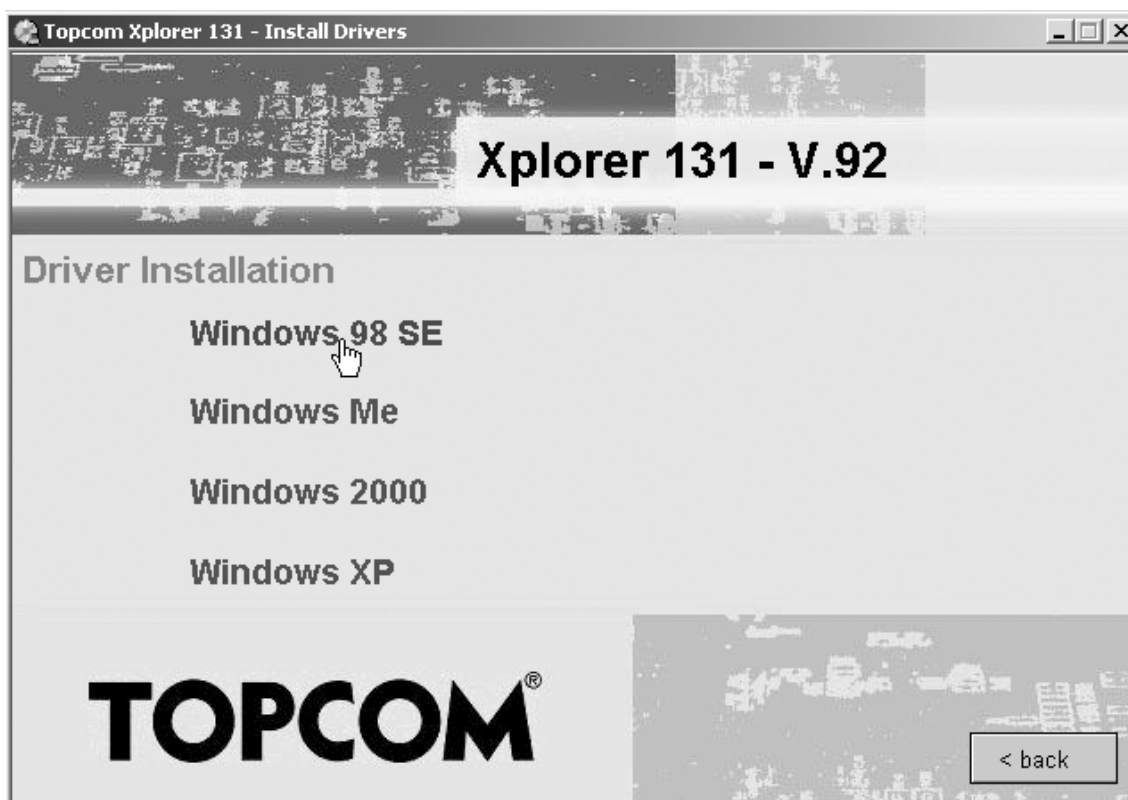 Topcom Xplorer 131 - Install Drivers
Xplorer 131 - V.92
Driver Installation
Windows 98 SE
Windows Me
Windows 2000
Windows XP
TOPCOM®
< back